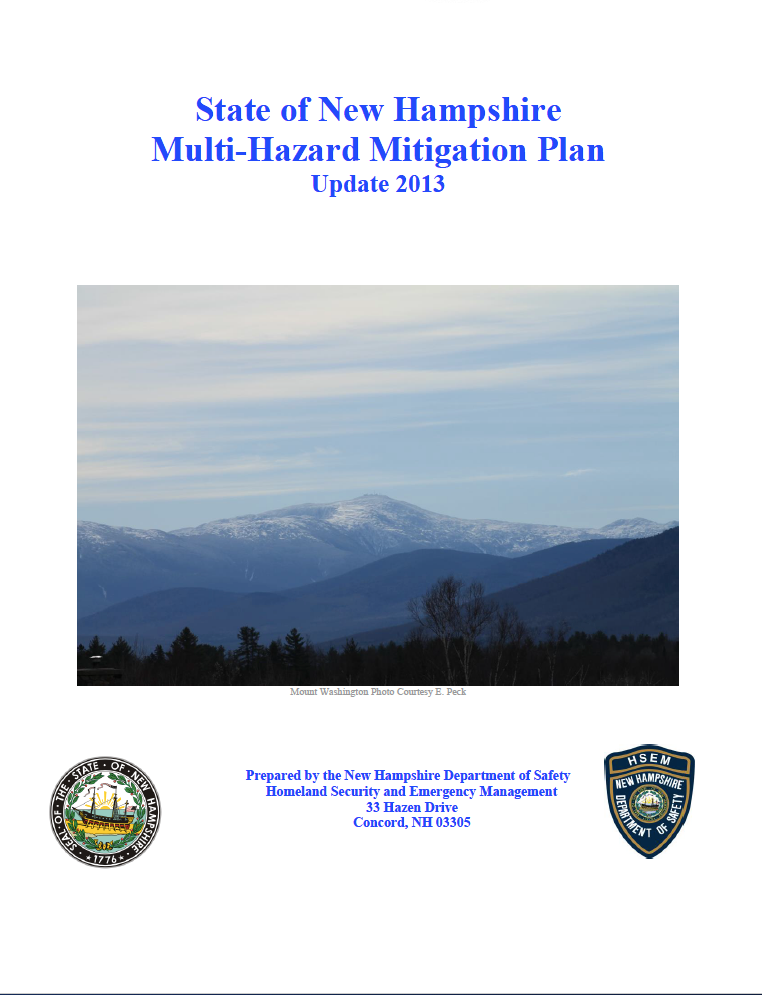 State of New Hampshire
Multi-Hazard Mitigation Plan
Update 2013
Mount Washington Photo Courtesy E. Peck
Prepared by the New Hampshire Department of Safety
Homeland Security and Emergency Management
33 Hazen Drive
Concord, NH 03305
SEAL · OF · THE · STATE · OF · NEW HAMPSHIRE
1776
HSEM
NEW HAMPSHIRE
DEPARTMENT OF SAFETY